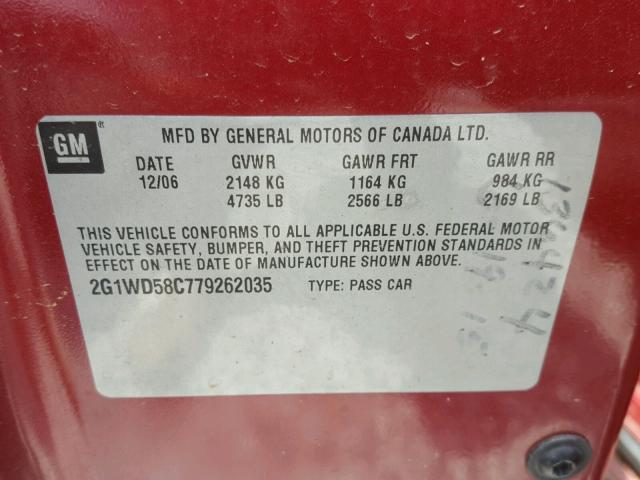 GM®
MFD BY GENERAL MOTORS OF CANADA LTD.
DATE GVWR GAWR FRT GAWR RR
12/06 2148 KG 1164 KG 984 KG
4735 LB 2566 LB 2169 LB
THIS VEHICLE CONFORMS TO ALL APPLICABLE U.S. FEDERAL MOTOR
VEHICLE SAFETY, BUMPER, AND THEFT PREVENTION STANDARDS IN
EFFECT ON THE DATE OF MANUFACTURE SHOWN ABOVE.
2G1WD58C779262035 TYPE: PASS CAR